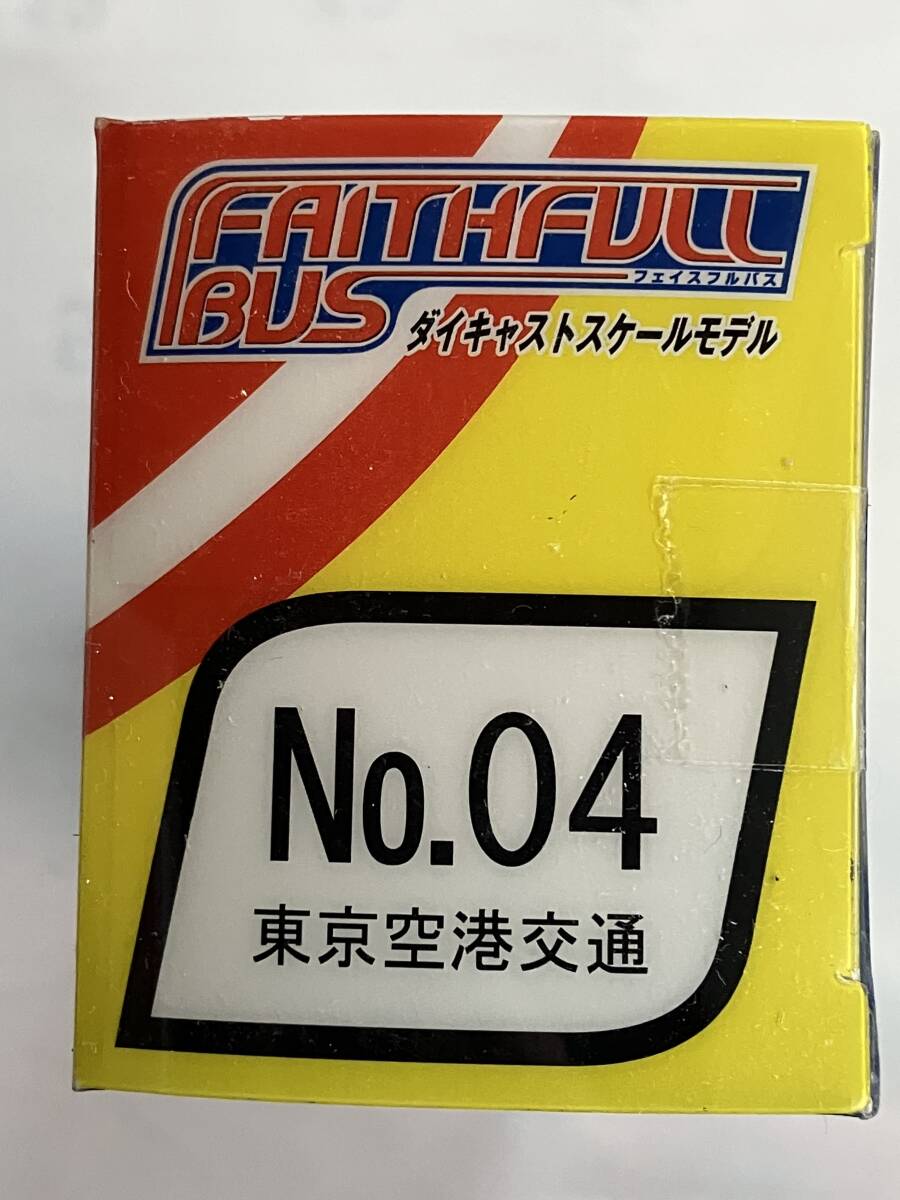 FAITHFULL
BUS
フェイスフルバス
ダイキャストスケールモデル
No.04
東京空港交通